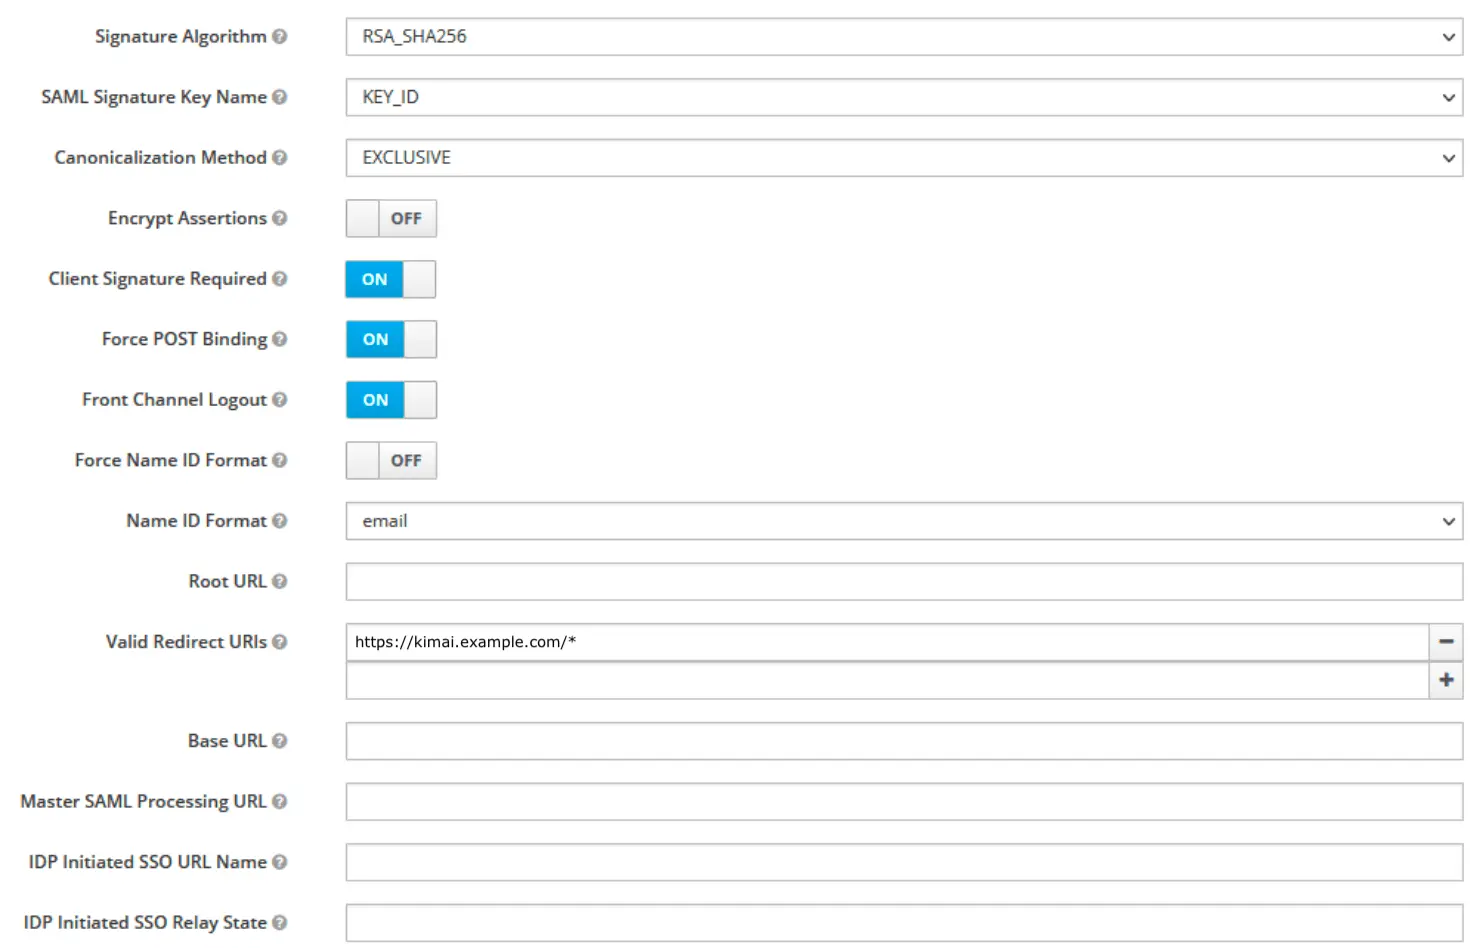 Signature Algorithm RSA_SHA256
SAML Signature Key Name KEY_ID
Canonicalization Method EXCLUSIVE
Encrypt Assertions OFF
Client Signature Required ON
Force POST Binding ON
Front Channel Logout ON
Force Name ID Format OFF
Name ID Format email
Root URL
Valid Redirect URIs https://kimai.example.com/*
Base URL
Master SAML Processing URL
IDP Initiated SSO URL Name
IDP Initiated SSO Relay State